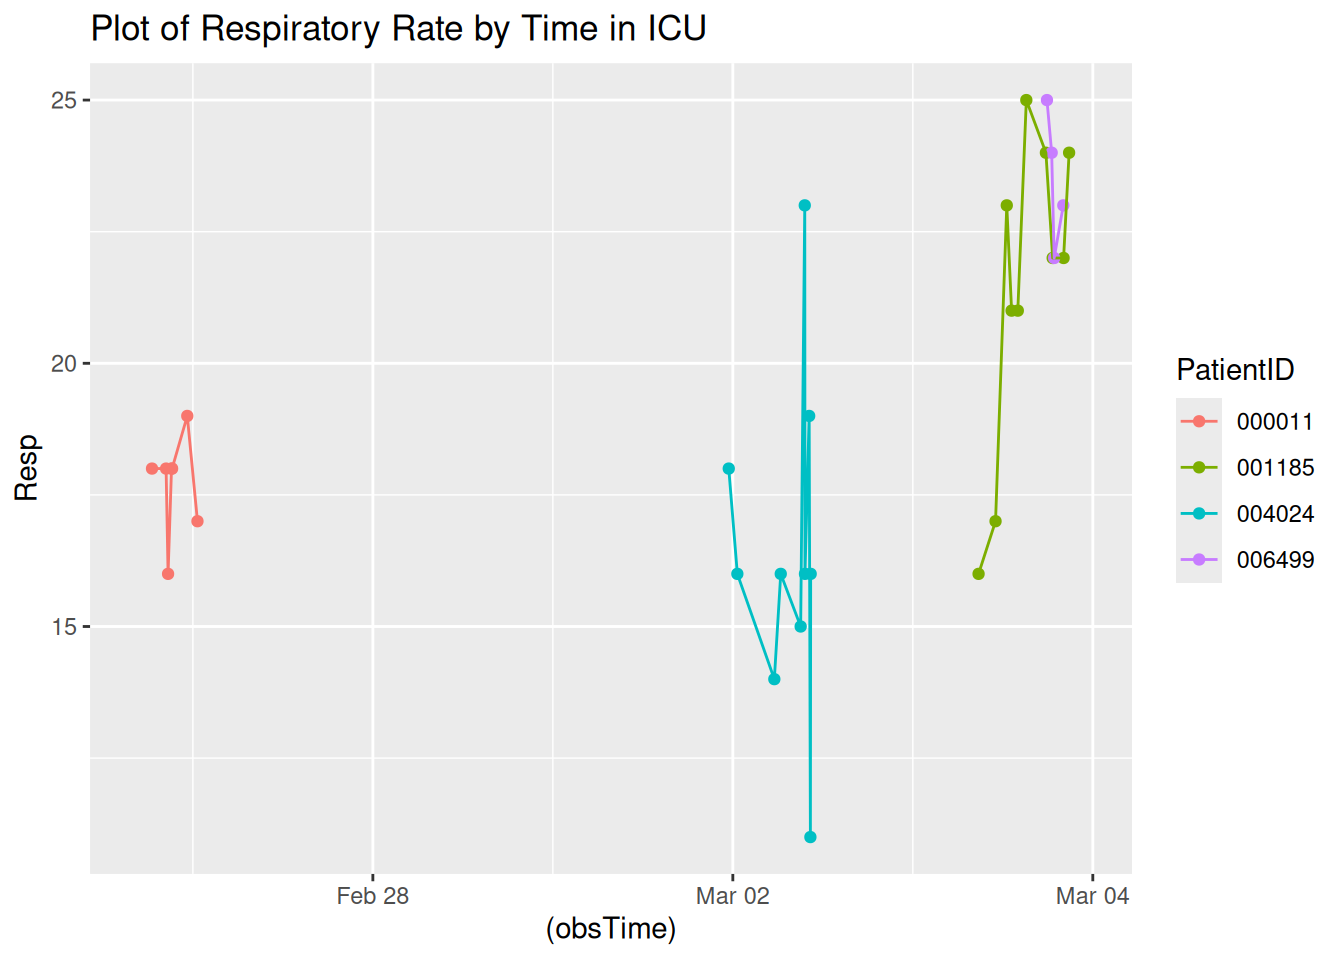 Plot of Respiratory Rate by Time in ICU
25
20
15
Resp
Feb 28
Mar 02
Mar 04
(obsTime)
PatientID
000011
001185
004024
006499